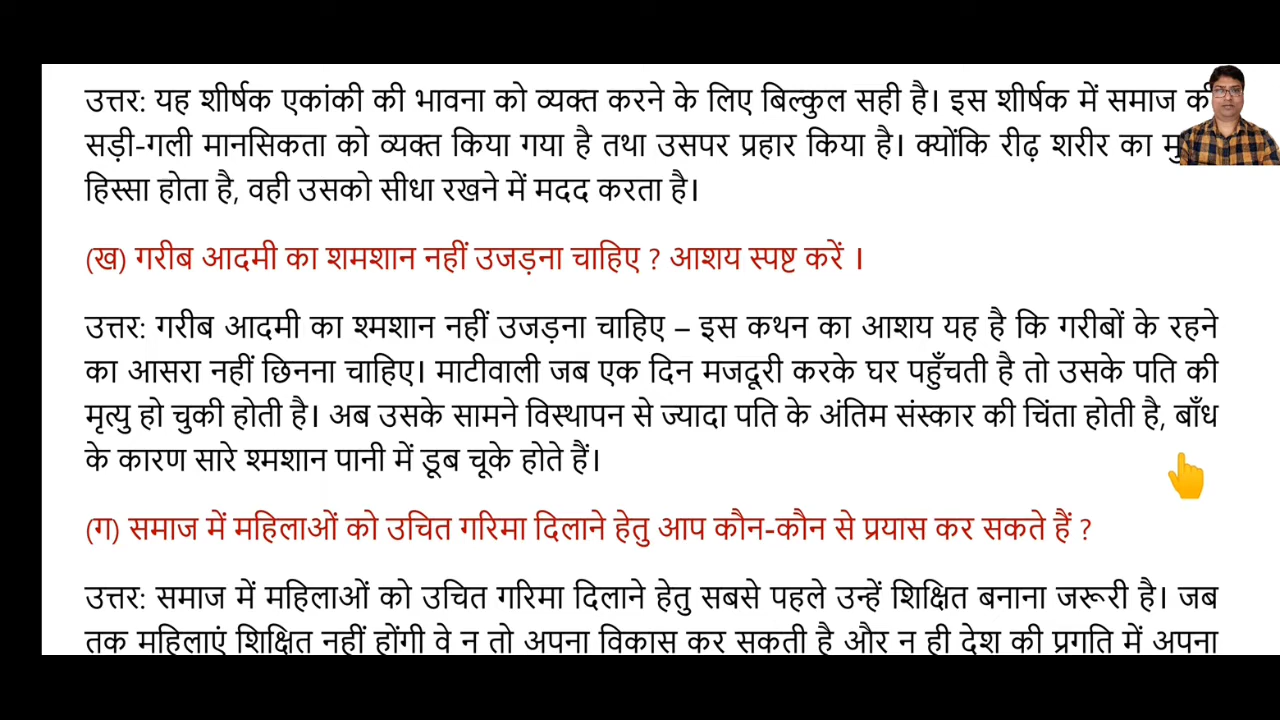 उत्तर: यह शीर्षक एकांकी की भावना को व्यक्त करने के लिए बिल्कुल सही है। इस शीर्षक में समाज की
सड़ी-गली मानसिकता को व्यक्त किया गया है तथा उसपर प्रहार किया है। क्योंकि रीढ़ शरीर का
हिस्सा होता है, वही उसको सीधा रखने में मदद करता है।
(ख) गरीब आदमी का शमशान नहीं उजड़ना चाहिए ? आशय स्पष्ट करें ।
उत्तर: गरीब आदमी का श्मशान नहीं उजड़ना चाहिए – इस कथन का आशय यह है कि गरीबों के रहने
का आसरा नहीं छिनना चाहिए। माटीवाली जब एक दिन मजदूरी करके घर पहुँचती है तो उसके पति की
मृत्यु हो चुकी होती है। अब उसके सामने विस्थापन से ज्यादा पति के अंतिम संस्कार की चिंता होती है, बाँध
के कारण सारे श्मशान पानी में डूब चूके होते हैं।
(ग) समाज में महिलाओं को उचित गरिमा दिलाने हेतु आप कौन-कौन से प्रयास कर सकते हैं ?
उत्तर: समाज में महिलाओं को उचित गरिमा दिलाने हेतु सबसे पहले उन्हें शिक्षित बनाना जरूरी है। जब
तक महिलाएं शिक्षित नहीं होंगी वे न तो अपना विकास कर सकती है और न ही देश की प्रगति में अपना